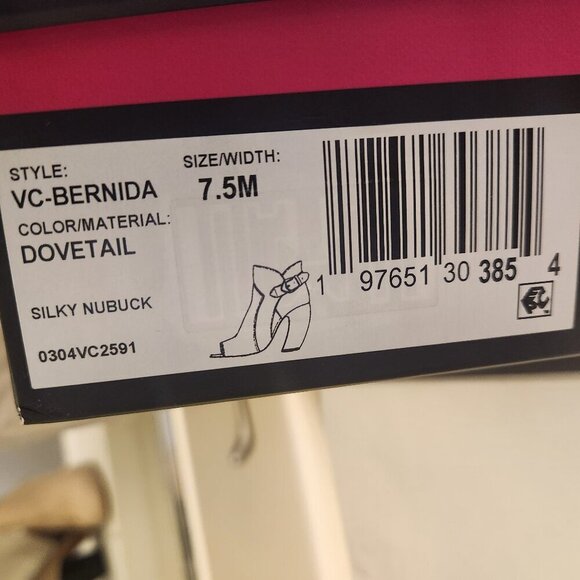 STYLE:
VC-BERNIDA
SIZE/WIDTH:
7.5M
COLOR/MATERIAL:
DOVETAIL
SILKY NUBUCK
0304VC2591
1 97651 30 385 4